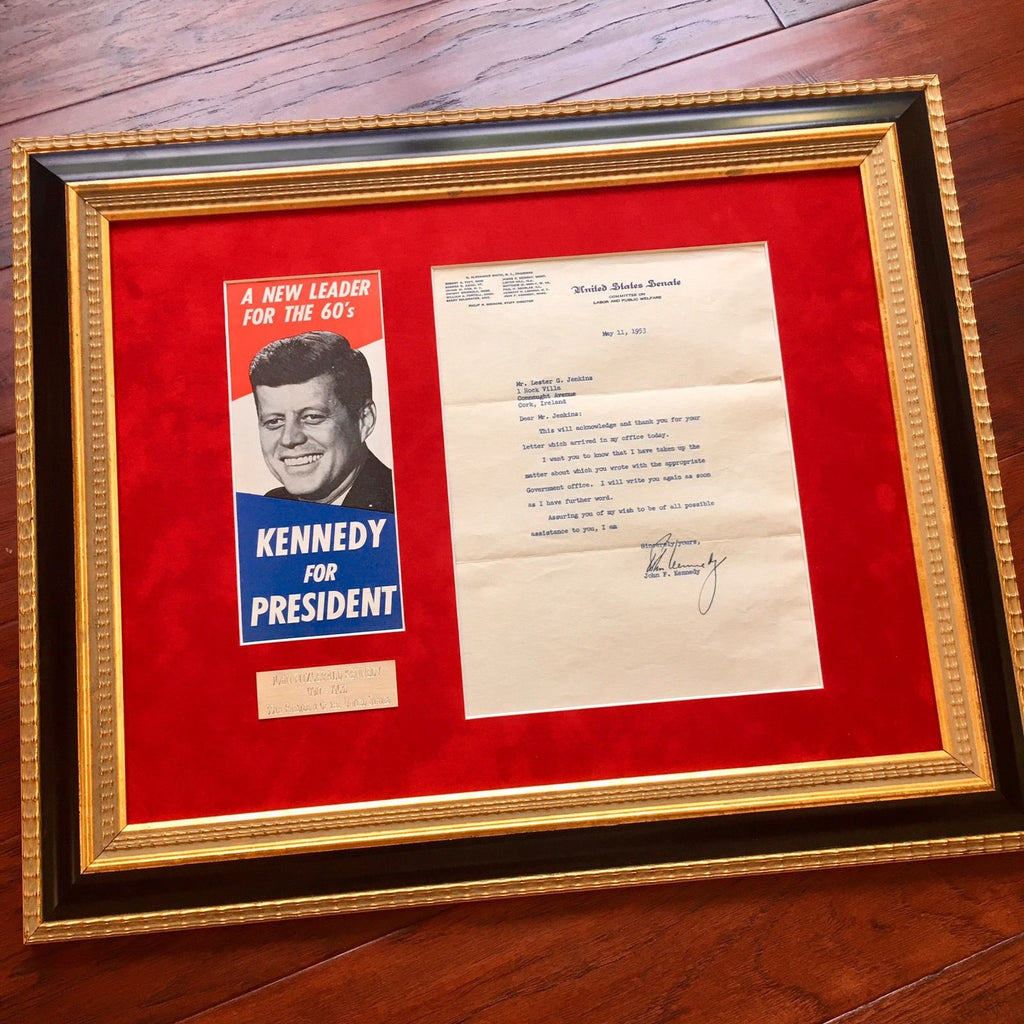 A NEW LEADER
FOR THE 60's
KENNEDY
FOR
PRESIDENT
H. ALEXANDER SMITH, N. J., CHAIRMAN
United States Senate
COMMITTEE ON
LABOR AND PUBLIC WELFARE
May 11, 1953
Mr. Lester G. Jenkins
1 Rock Villa
Connaught Avenue
Cork, Ireland
Dear Mr. Jenkins:
This will acknowledge and thank you for your
letter which arrived in my office today.
I want you to know that I have taken up the
matter about which you wrote with the appropriate
Government office. I will write you again as soon
as I have further word.
Assuring you of my wish to be of all possible
assistance to you, I am
Sincerely yours,
John Kennedy
John F. Kennedy